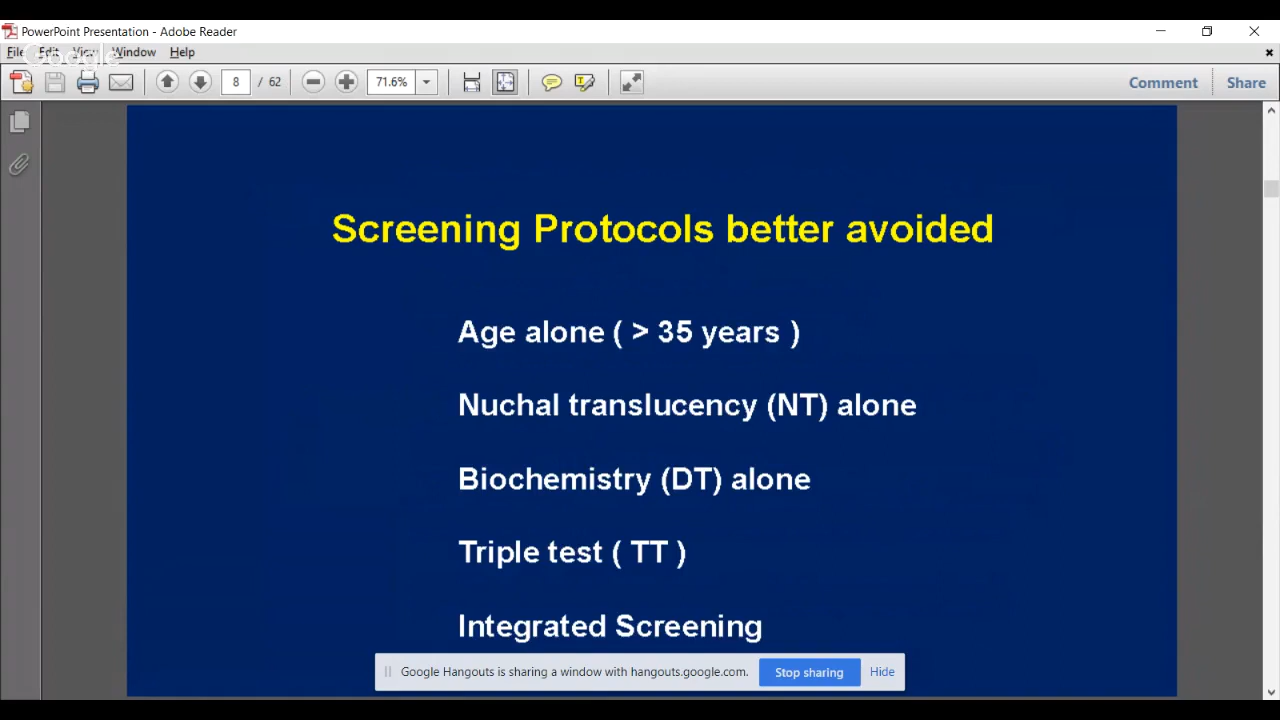 PowerPoint Presentation - Adobe Reader
File Edit View Window Help
Google
8 / 62 71.6% Comment Share
Screening Protocols better avoided
Age alone ( > 35 years )
Nuchal translucency (NT) alone
Biochemistry (DT) alone
Triple test ( TT )
Integrated Screening
Google Hangouts is sharing a window with hangouts.google.com. Stop sharing Hide